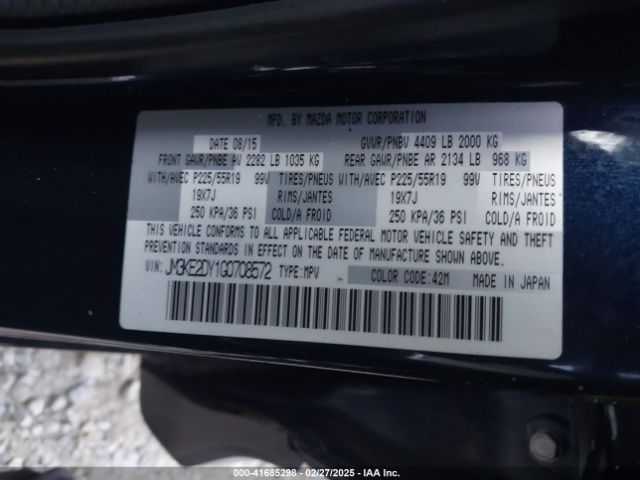 MFD. BY MAZDA MOTOR CORPORATION
DATE 08/15 GVWR/PNBV 4409 LB 2000 KG
FRONT GAWR/PNBE AV 2282 LB 1035 KG REAR GAWR/PNBE AR 2134 LB 968 KG
WITH/AVEC P225/55R19 99V TIRES/PNEUS WITH/AVEC P225/55R19 99V TIRES/PNEUS
19X7J RIMS/JANTES 19X7J RIMS/JANTES
250 KPA/36 PSI COLD/A FROID 250 KPA/36 PSI COLD/A FROID
THIS VEHICLE CONFORMS TO ALL APPLICABLE FEDERAL MOTOR VEHICLE SAFETY AND THEFT
PREVENTION STANDARDS IN EFFECT ON THE DATE OF MANUFACTURE SHOWN ABOVE.
VIN: JM3KE2DY1G0708572 TYPE: MPV COLOR CODE: 42M MADE IN JAPAN
000-41685298 - 02/27/2025 - IAA Inc.